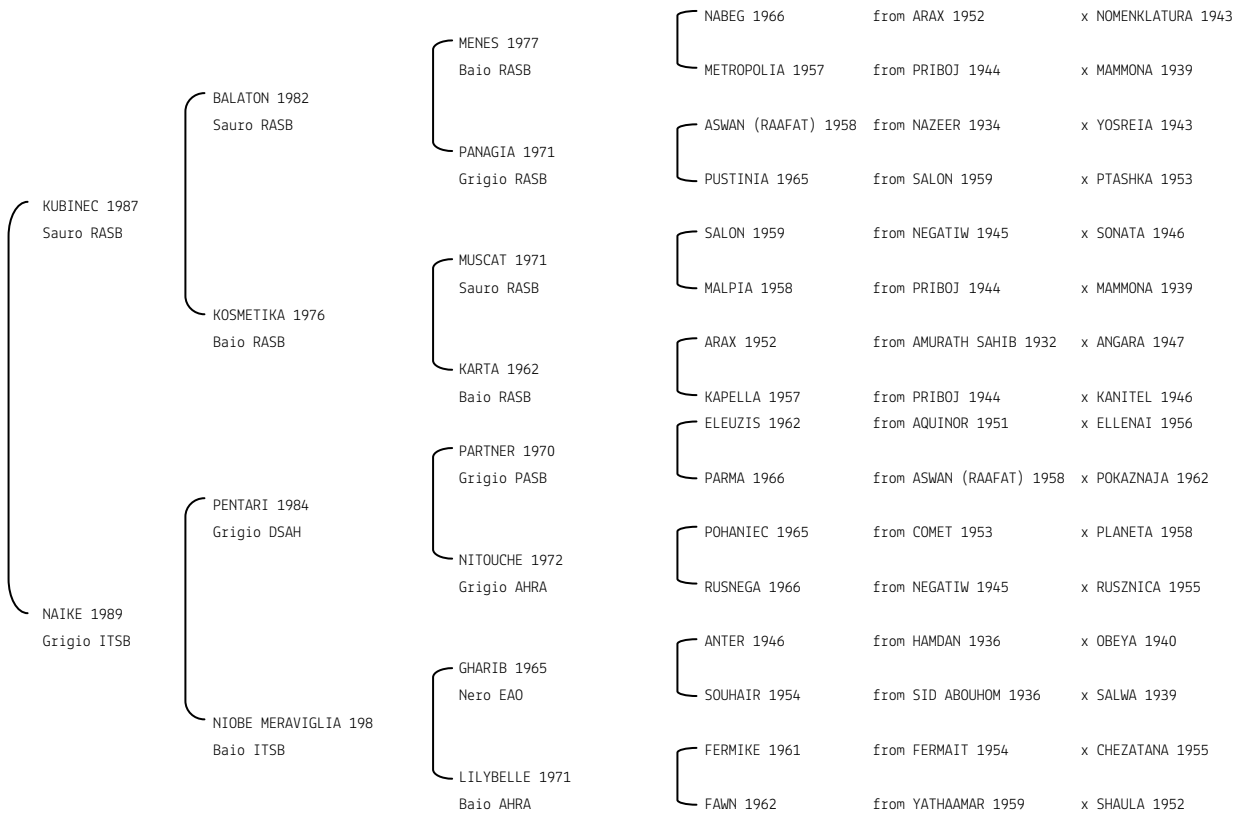 NABEG 1966 from ARAX 1952 x NOMENKLATURA 1943
MENES 1977
Baio RASB METROPOLIA 1957 from PRIBOJ 1944 x MAMMONA 1939
BALATON 1982
Sauro RASB ASWAN (RAAFAT) 1958 from NAZEER 1934 x YOSREIA 1943
PANAGIA 1971
Grigio RASB PUSTINIA 1965 from SALON 1959 x PTASHKA 1953
KUBINEC 1987
Sauro RASB SALON 1959 from NEGATIW 1945 x SONATA 1946
MUSCAT 1971
Sauro RASB MALPIA 1958 from PRIBOJ 1944 x MAMMONA 1939
KOSMETIKA 1976
Baio RASB ARAX 1952 from AMURATH SAHIB 1932 x ANGARA 1947
KARTA 1962
Baio RASB KAPELLA 1957 from PRIBOJ 1944 x KANITEL 1946
ELEUZIS 1962 from AQUINOR 1951 x ELLENAI 1956
PARTNER 1970
Grigio PASB PARMA 1966 from ASWAN (RAAFAT) 1958 x POKAZNAJA 1962
PENTARI 1984
Grigio DSAH POHANIEC 1965 from COMET 1953 x PLANETA 1958
NITOUCHE 1972
Grigio AHRA RUSNEGA 1966 from NEGATIW 1945 x RUSZNICA 1955
NAIKE 1989
Grigio ITSB ANTER 1946 from HAMDAN 1936 x OBEYA 1940
GHARIB 1965
Nero EAO SOUHAIR 1954 from SID ABOUHOM 1936 x SALWA 1939
NIOBE MERAVIGLIA 198
Baio ITSB FERMIKE 1961 from FERMAIT 1954 x CHEZATANA 1955
LILYBELLE 1971
Baio AHRA FAWN 1962 from YATHAAMAR 1959 x SHAULA 1952